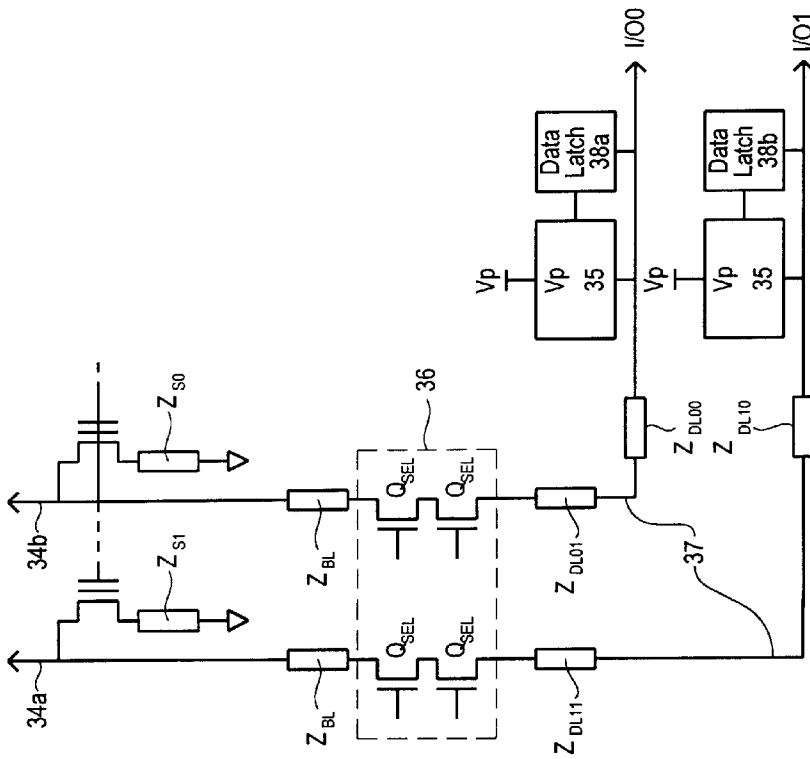 34a
34b
Z S1
Z S0
Z BL
Z BL
36
Q SEL
Q SEL
Q SEL
Q SEL
Z DL11
Z DL01
37
Z DL00
Z DL10
Vp
Vp
35
Data
Latch
38a
I/O0
Vp
Vp
35
Data
Latch
38b
I/O1